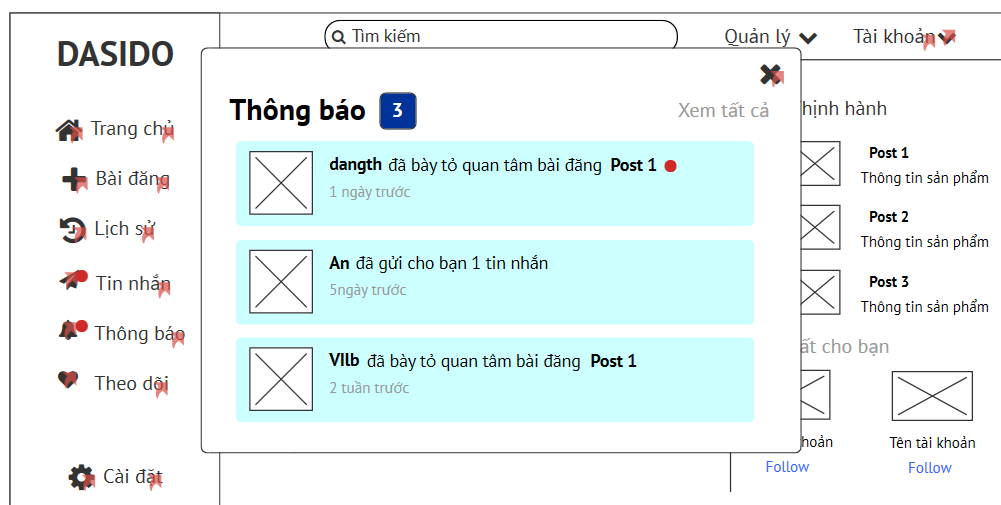 DASIDO
Tìm kiếm
Quản lý
Tài khoản
Trang chủ
Bài đăng
Lịch sử
Tin nhắn
Thông báo
Theo dõi
Cài đặt
Thông báo 3
Xem tất cả
dangth đã bày tỏ quan tâm bài đăng Post 1
1 ngày trước
An đã gửi cho bạn 1 tin nhắn
5ngày trước
VIlb đã bày tỏ quan tâm bài đăng Post 1
2 tuần trước
hịnh hành
Post 1
Thông tin sản phẩm
Post 2
Thông tin sản phẩm
Post 3
Thông tin sản phẩm
ất cho bạn
hoản
Follow
Tên tài khoản
Follow